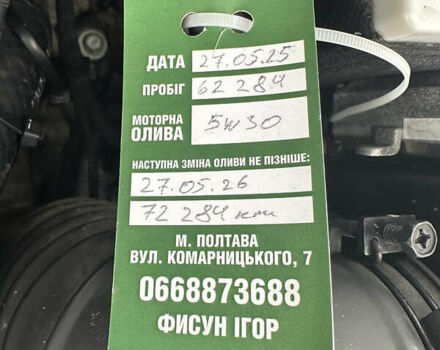 ДАТА 27.05.25
ПРОБІГ 62 284
МОТОРНА ОЛИВА 5W30
НАСТУПНА ЗМІНА ОЛИВИ НЕ ПІЗНІШЕ:
27.05.26
72 284 км
М. ПОЛТАВА
ВУЛ. КОМАРНИЦЬКОГО, 7
0668873688
ФИСУН ІГОР